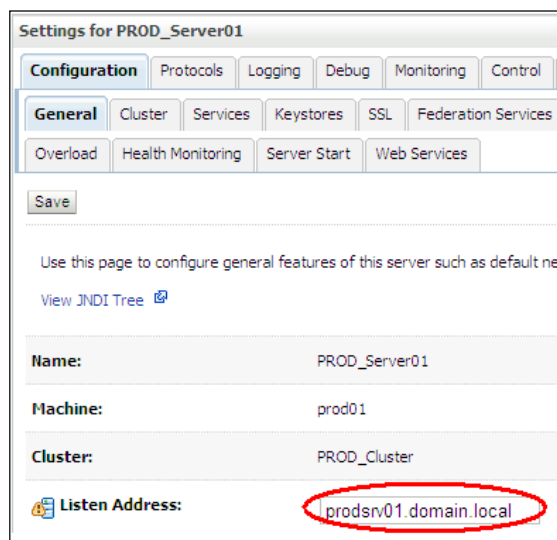 Settings for PROD_Server01
Configuration Protocols Logging Debug Monitoring Control
General Cluster Services Keystores SSL Federation Services
Overload Health Monitoring Server Start Web Services
Save
Use this page to configure general features of this server such as default ne
View JNDI Tree
Name: PROD_Server01
Machine: prod01
Cluster: PROD_Cluster
Listen Address: prodsrv01.domain.local